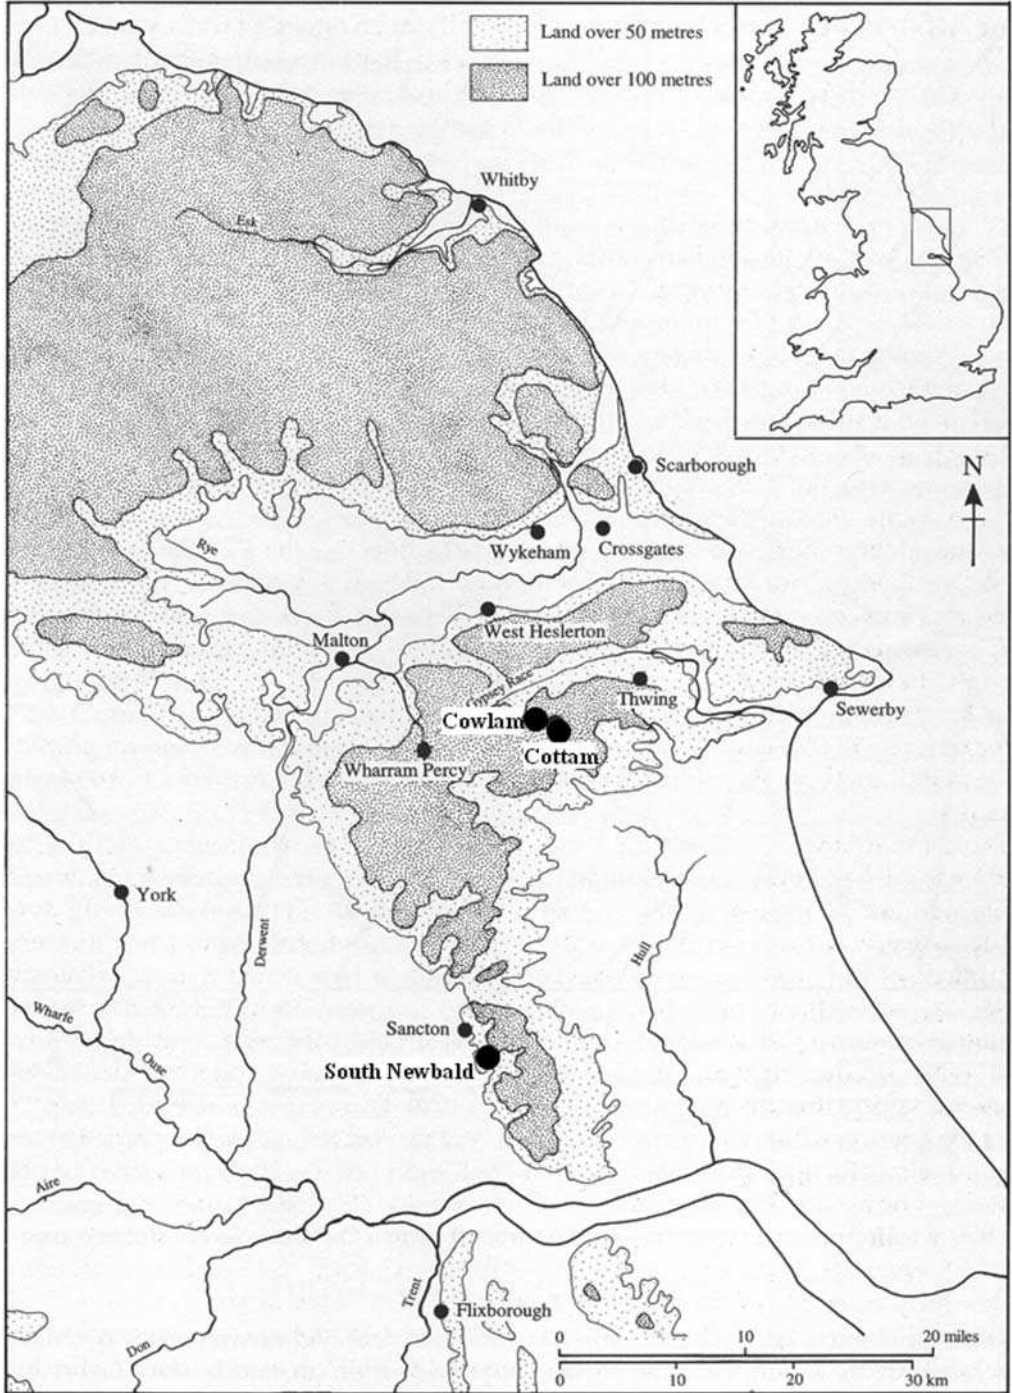 Land over 50 metres
Land over 100 metres
Whitby
Esk
Scarborough
N
Wykeham
Crossgates
Rye
West Heslerton
Malton
Gypsey Race
Thwing
Sewerby
Cowlam
Cottam
Wharram Percy
York
Derwent
Hull
Wharfe
Sancton
Ouse
South Newbald
Aire
Trent
Flixborough
Don
0 10 20 miles
0 10 20 30 km